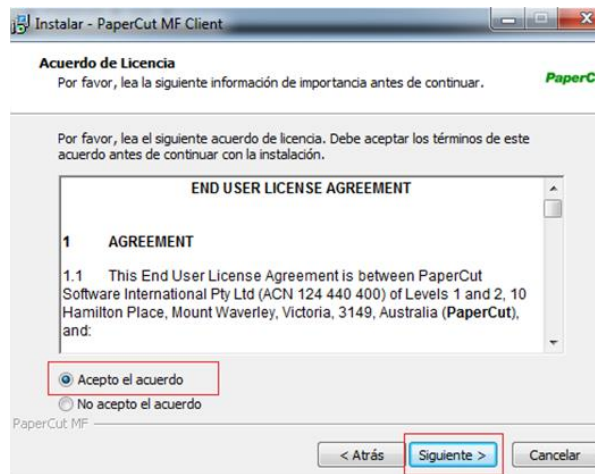 Instalar - PaperCut MF Client
Acuerdo de Licencia
Por favor, lea la siguiente información de importancia antes de continuar.
PaperC
Por favor, lea el siguiente acuerdo de licencia. Debe aceptar los términos de este
acuerdo antes de continuar con la instalación.
END USER LICENSE AGREEMENT
1 AGREEMENT
1.1 This End User License Agreement is between PaperCut
Software International Pty Ltd (ACN 124 440 400) of Levels 1 and 2, 10
Hamilton Place, Mount Waverley, Victoria, 3149, Australia (PaperCut),
and:
Acepto el acuerdo
No acepto el acuerdo
PaperCut MF
< Atrás Siguiente > Cancelar